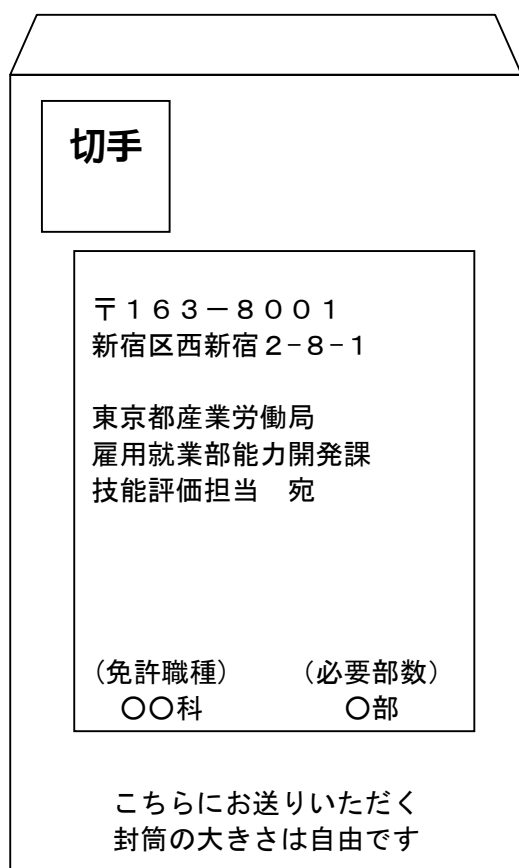 切手
〒１６３－８００１
新宿区西新宿２-８-１
東京都産業労働局
雇用就業部能力開発課
技能評価担当　宛
（免許職種）　　（必要部数）
○○科　　○部
こちらにお送りいただく
封筒の大きさは自由です